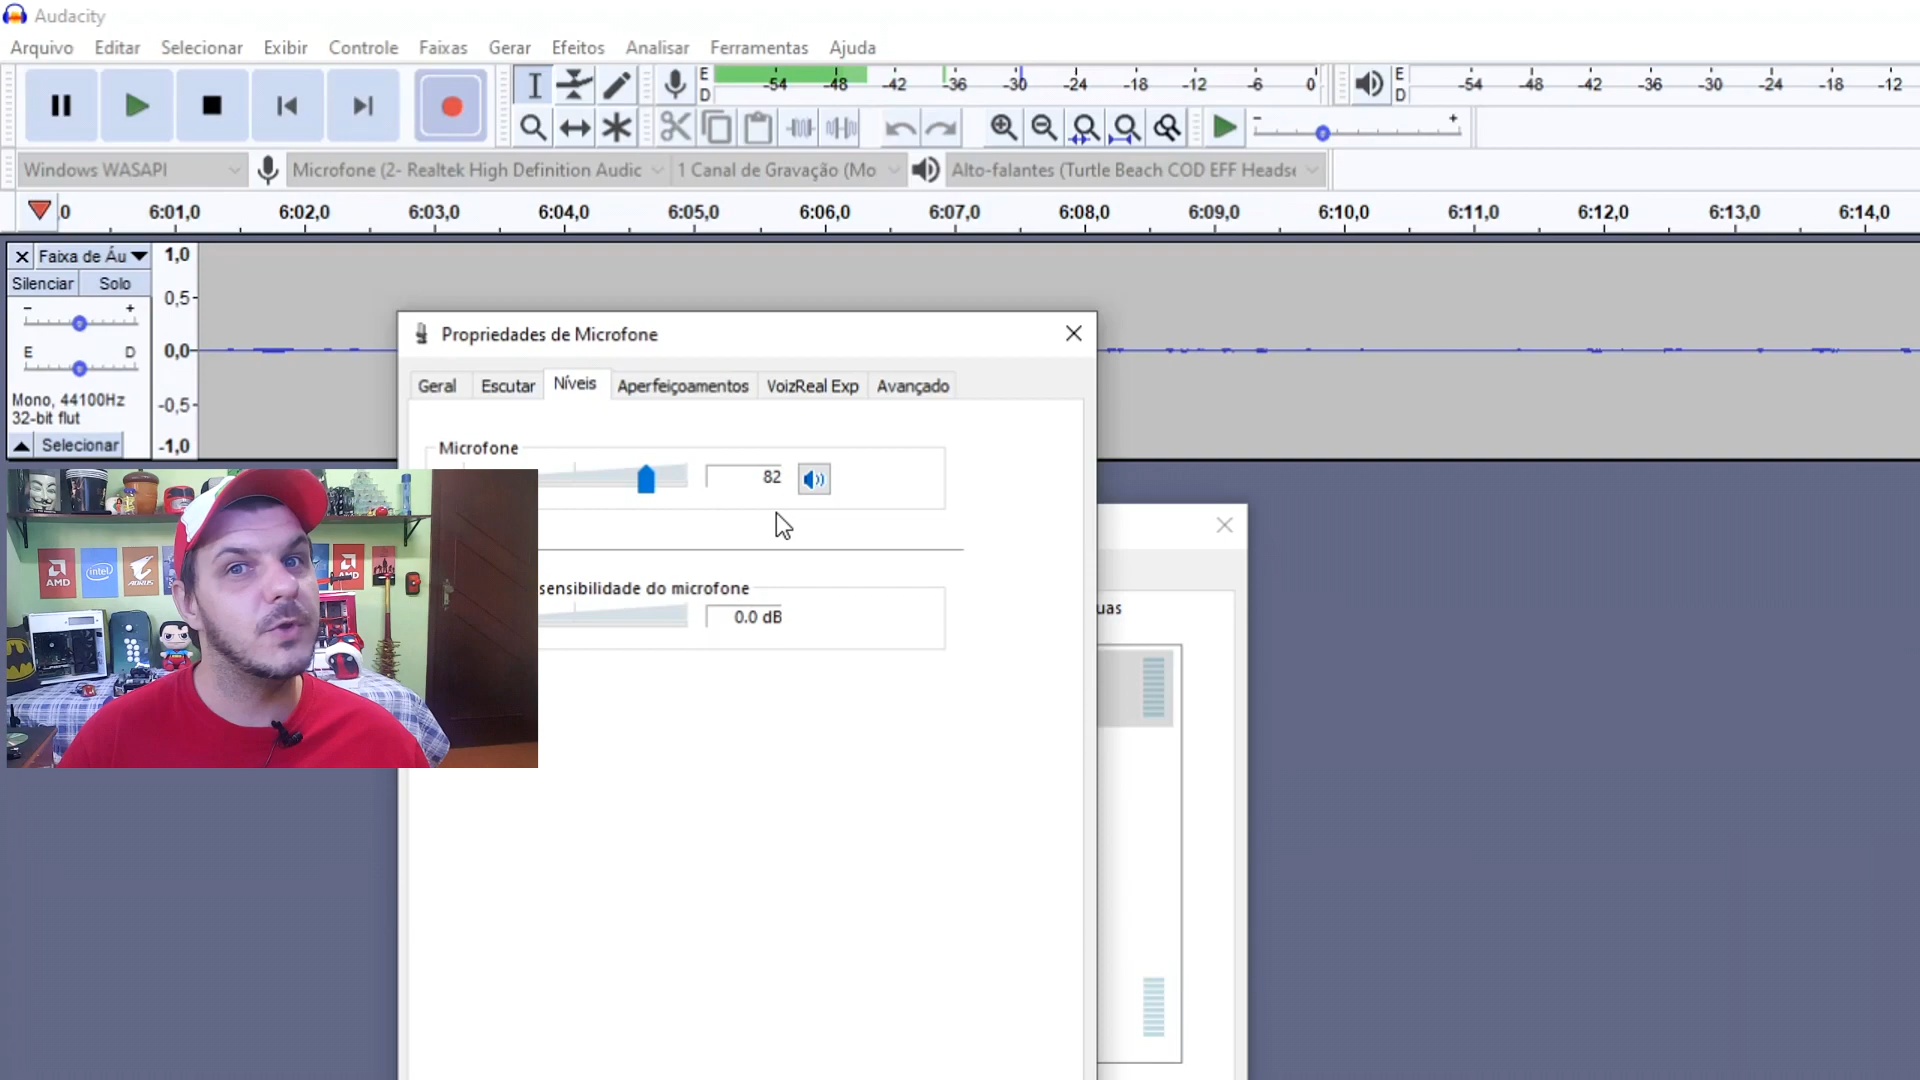 Audacity
Arquivo Editar Selecionar Exibir Controle Faixas Gerar Efeitos Analisar Ferramentas Ajuda
E
D
-54 -48 -42 -36 -30 -24 -18 -12 -6 0
E
D
-54 -48 -42 -36 -30 -24 -18 -12
- +
Windows WASAPI
Microfone (2- Realtek High Definition Audic
1 Canal de Gravação (Mo
Alto-falantes (Turtle Beach COD EFF Headse
,0 6:01,0 6:02,0 6:03,0 6:04,0 6:05,0 6:06,0 6:07,0 6:08,0 6:09,0 6:10,0 6:11,0 6:12,0 6:13,0 6:14,0
Faixa de Áu
Silenciar Solo
- +
E D
Mono, 44100Hz
32-bit flut
Selecionar
1,0
0,5-
0,0-
-0,5-
-1,0
Propriedades de Microfone
Geral Escutar Níveis Aperfeiçoamentos VoizReal Exp Avançado
Microfone
82
sensibilidade do microfone
0.0 dB
uas
AMD
intel
AORUS
AMD